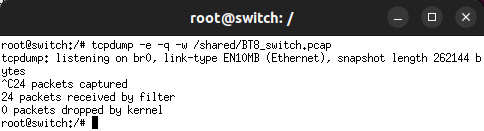 root@switch: /
root@switch:/# tcpdump -e -q -w /shared/BT8_switch.pcap
tcpdump: listening on br0, link-type EN10MB (Ethernet), snapshot length 262144 b
ytes
^C24 packets captured
24 packets received by filter
0 packets dropped by kernel
root@switch:/#